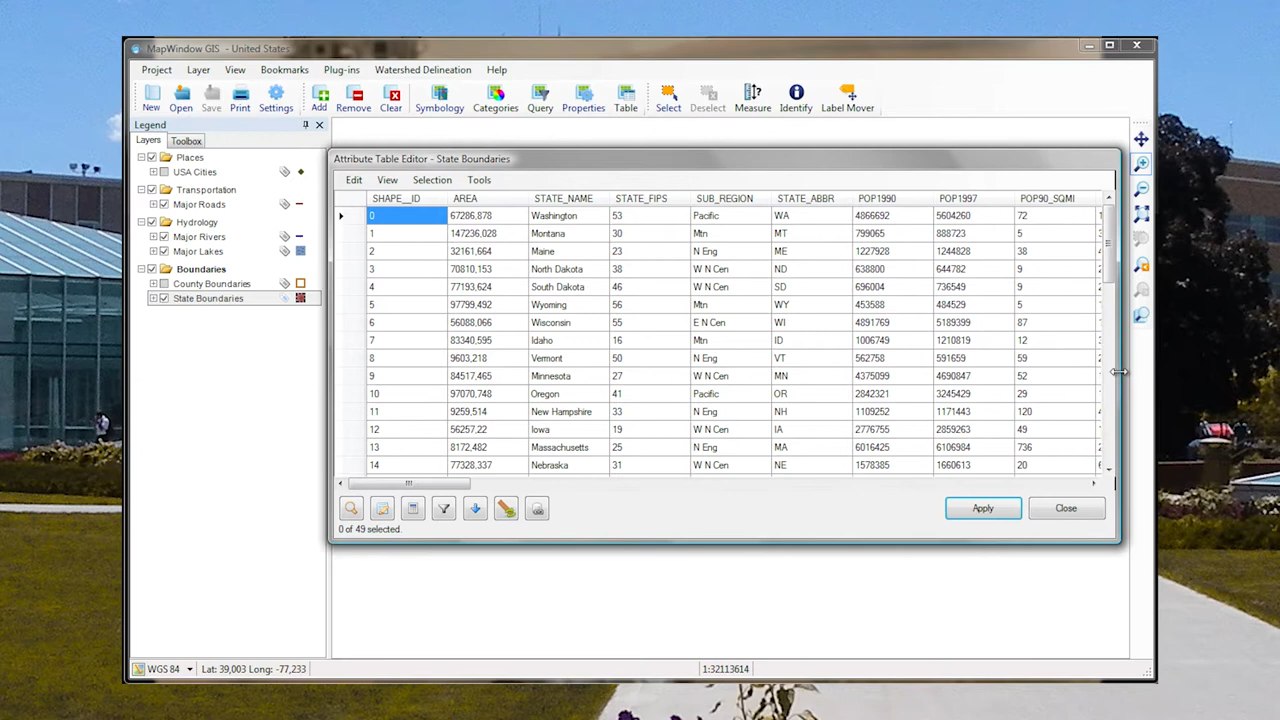 MapWindow GIS - United States
Project Layer View Bookmarks Plug-ins Watershed Delineation Help
New Open Save Print Settings Add Remove Clear Symbology Categories Query Properties Table Select Deselect Measure Identify Label Mover
Legend
Layers Toolbox
Places
USA Cities
Transportation
Major Roads
Hydrology
Major Rivers
Major Lakes
Boundaries
County Boundaries
State Boundaries
Attribute Table Editor - State Boundaries
Edit View Selection Tools
SHAPE__ID AREA STATE_NAME STATE_FIPS SUB_REGION STATE_ABBR POP1990 POP1997 POP90_SQMI
0 67286,878 Washington 53 Pacific WA 4866692 5604260 72
1 147236,028 Montana 30 Mtn MT 799065 888723 5
2 32161,664 Maine 23 N Eng ME 1227928 1244828 38
3 70810,153 North Dakota 38 W N Cen ND 638800 644782 9
4 77193,624 South Dakota 46 W N Cen SD 696004 736549 9
5 97799,492 Wyoming 56 Mtn WY 453588 484529 5
6 56088,066 Wisconsin 55 E N Cen WI 4891769 5189399 87
7 83340,595 Idaho 16 Mtn ID 1006749 1210819 12
8 9603,218 Vermont 50 N Eng VT 562758 591659 59
9 84517,465 Minnesota 27 W N Cen MN 4375099 4690847 52
10 97070,748 Oregon 41 Pacific OR 2842321 3245429 29
11 9259,514 New Hampshire 33 N Eng NH 1109252 1171443 120
12 56257,22 Iowa 19 W N Cen IA 2776755 2859263 49
13 8172,482 Massachusetts 25 N Eng MA 6016425 6106984 736
14 77328,337 Nebraska 31 W N Cen NE 1578385 1660613 20
Apply Close
0 of 49 selected.
WGS 84 Lat: 39,003 Long: -77,233 1:32113614